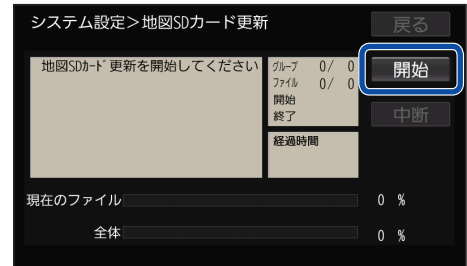 システム設定＞地図SDカード更新
戻る
地図SDｶｰﾄﾞ更新を開始してください
ｸﾞﾙｰﾌﾟ 0/ 0
ﾌｧｲﾙ 0/ 0
開始
終了
開始
中断
経過時間
現在のファイル 0 %
全体 0 %